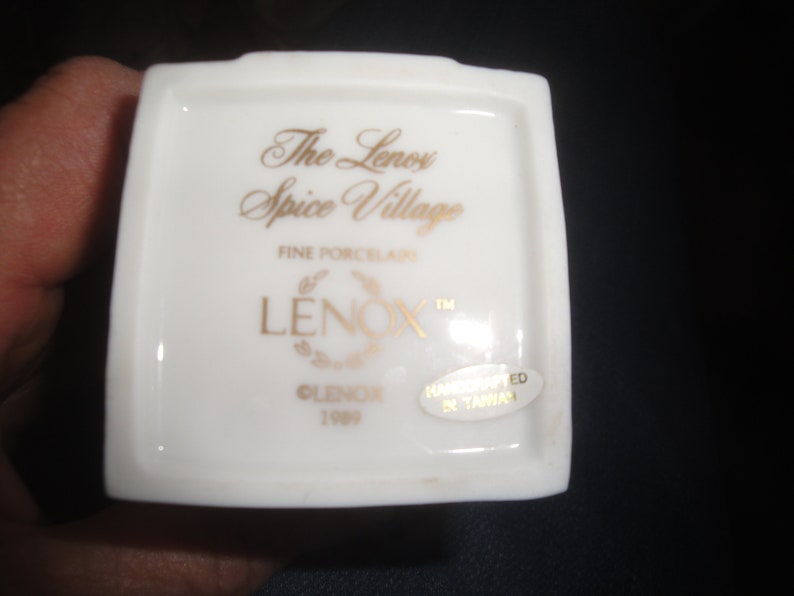 The Lenox
Spice Village
FINE PORCELAIN
LENOX™
©LENOX
1989
HANDCRAFTED
IN TAIWAN